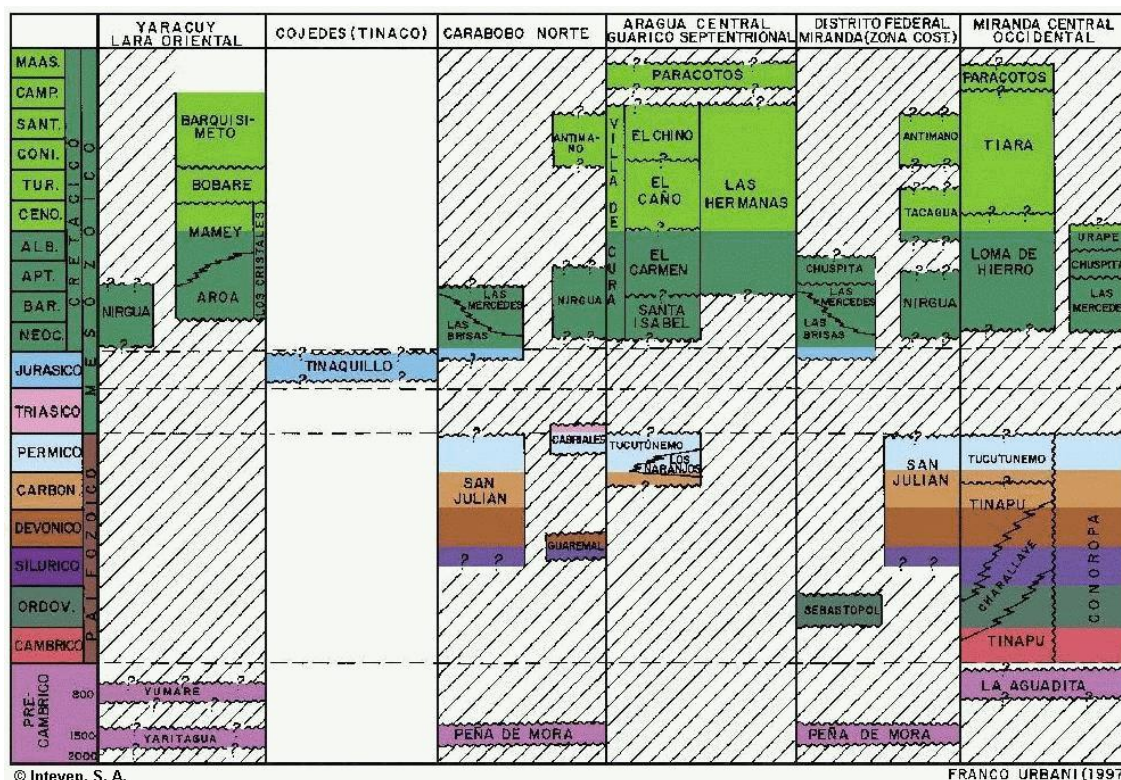 YARACUY
LARA ORIENTAL
COJEDES (TINACO)
CARABOBO NORTE
ARAGUA CENTRAL
GUARICO SEPTENTRIONAL
DISTRITO FEDERAL
MIRANDA (ZONA COST.)
MIRANDA CENTRAL
OCCIDENTAL
MAAS.
CAMP.
SANT.
CONI.
TUR.
CENO.
ALB.
APT.
BAR.
NEOC.
JURASICO
TRIASICO
PERMICO
CARBON.
DEVONICO
SILURICO
ORDOV.
CAMBRICO
PRE-
CAMBRICO
800
1500
2000
CRETACICO
MESOZOICO
PALEOZOICO
NIRGUA
BARQUISI-
METO
BOBARE
MAMEY
AROA
LOS CRISTALES
YUMARE
YARITAGUA
TINAQUILLO
LAS
MERCEDES
LAS
BRISAS
ANTIMA-
NO
NIRGUA
CABRIALES
SAN
JULIAN
GUAREMAL
PEÑA DE MORA
PARACOTOS
VILLA DE CURA
EL CHINO
EL
CAÑO
EL
CARMEN
SANTA
ISABEL
LAS
HERMANAS
TUCUTUNEMO
LOS
NARANJOS
CHUSPITA
LAS
MERCEDES
LAS
BRISAS
ANTIMANO
TACAGUA
NIRGUA
SAN
JULIAN
SEBASTOPOL
PEÑA DE MORA
PARACOTOS
TIARA
LOMA DE
HIERRO
URAPE
CHUSPITA
LAS
MERCEDE
TUCUTUNEMO
TINAPU
CHARALLAVE
TINAPU
CONOROPA
LA AGUADITA
© Intevep, S. A.
FRANCO URBANI (1997